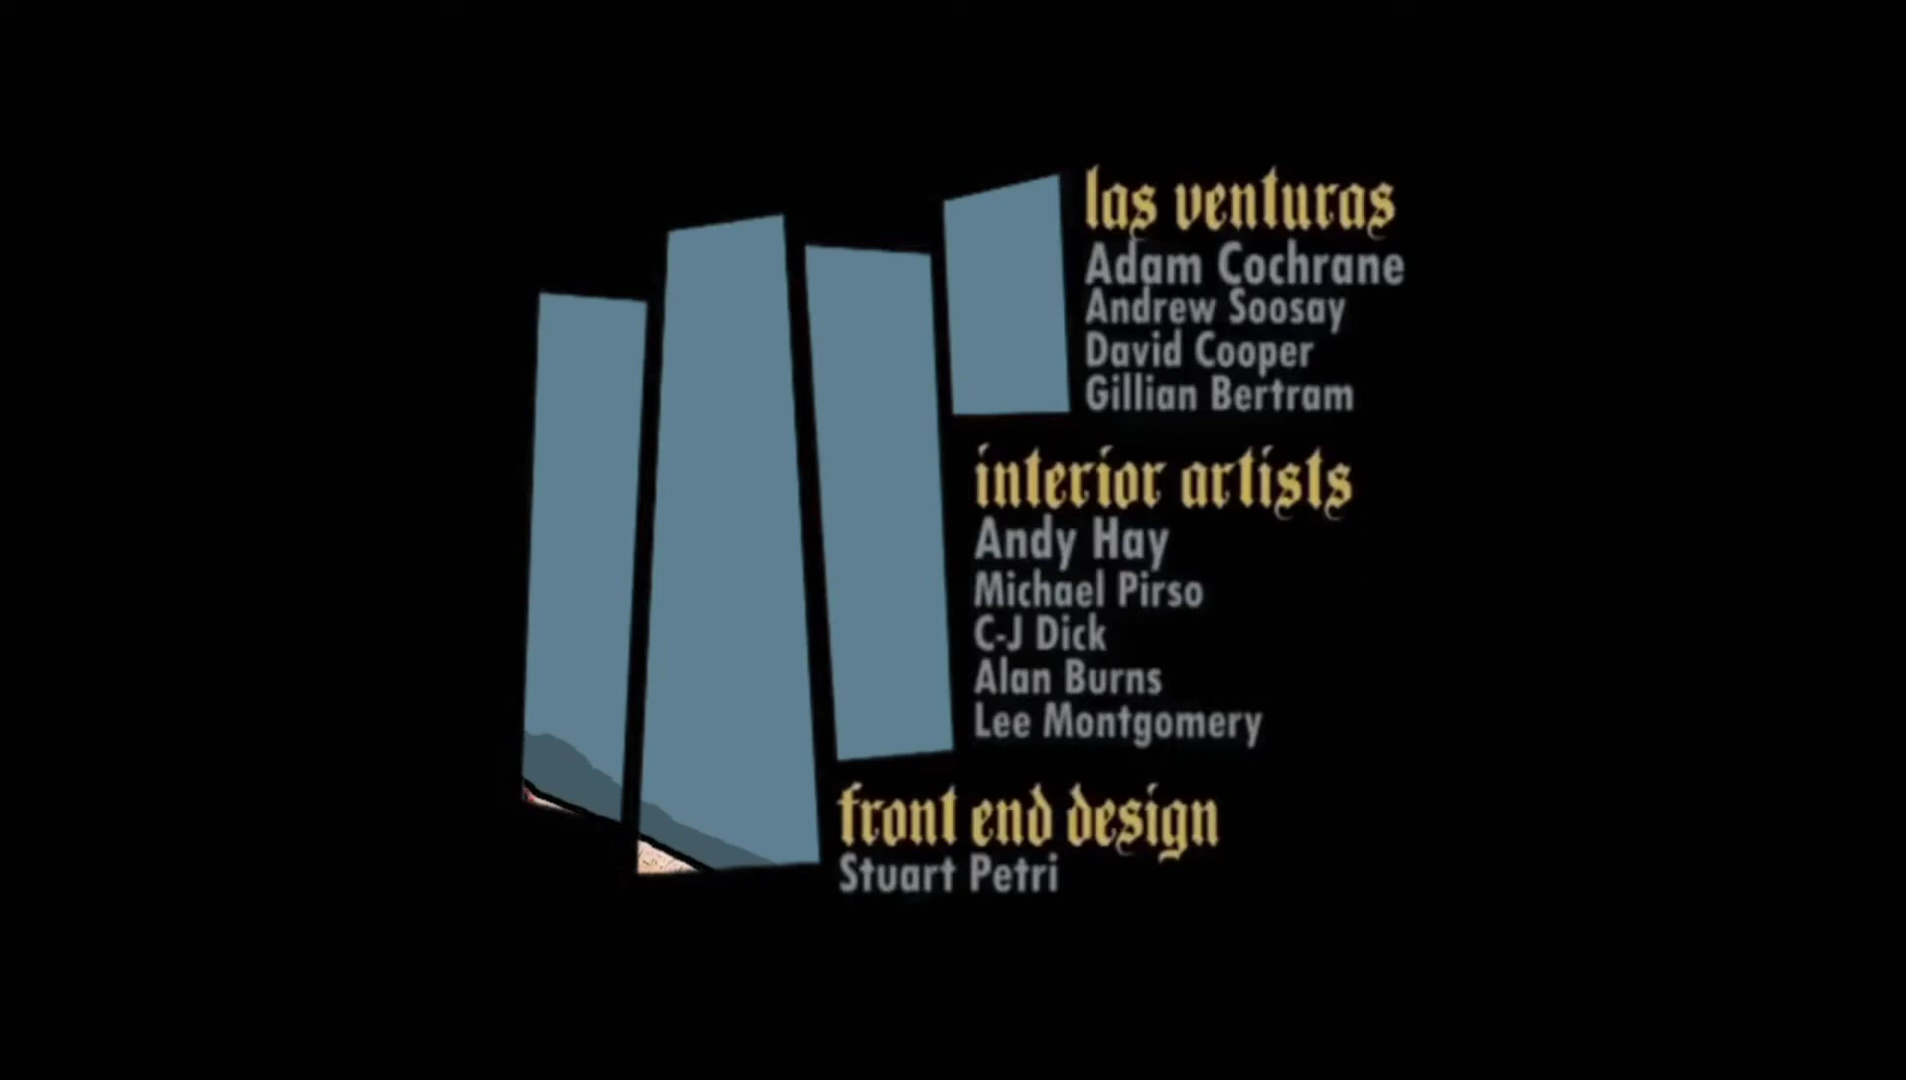 las venturas
Adam Cochrane
Andrew Soosay
David Cooper
Gillian Bertram
interior artists
Andy Hay
Michael Pirso
C-J Dick
Alan Burns
Lee Montgomery
front end design
Stuart Petri